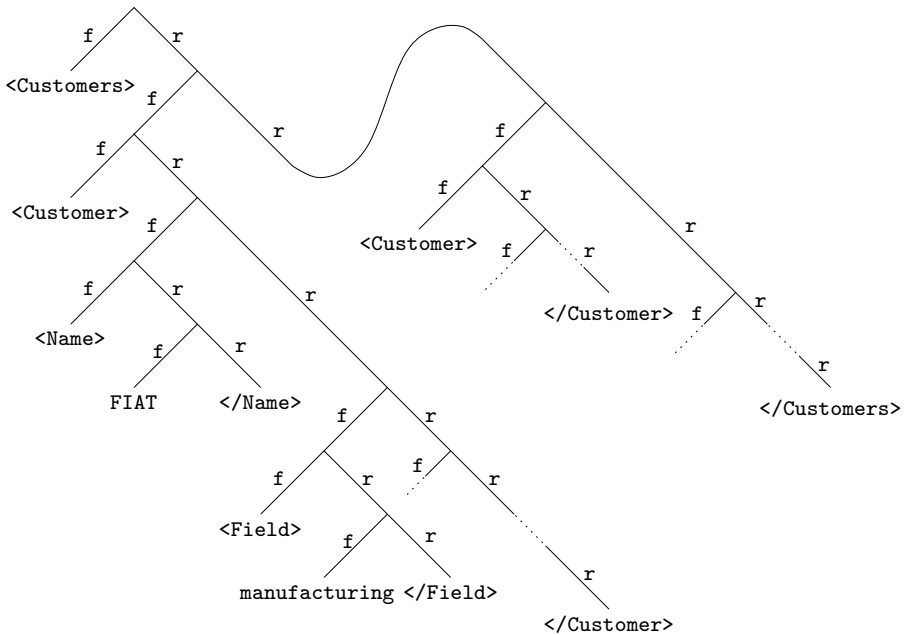 f r
<Customers>
f r f
f r f r
<Customer> <Customer>
f f r r
f r r </Customer> f r
<Name>
f r r
FIAT </Name> </Customers>
f r
f r f r
<Field>
f r
manufacturing </Field> r
</Customer>